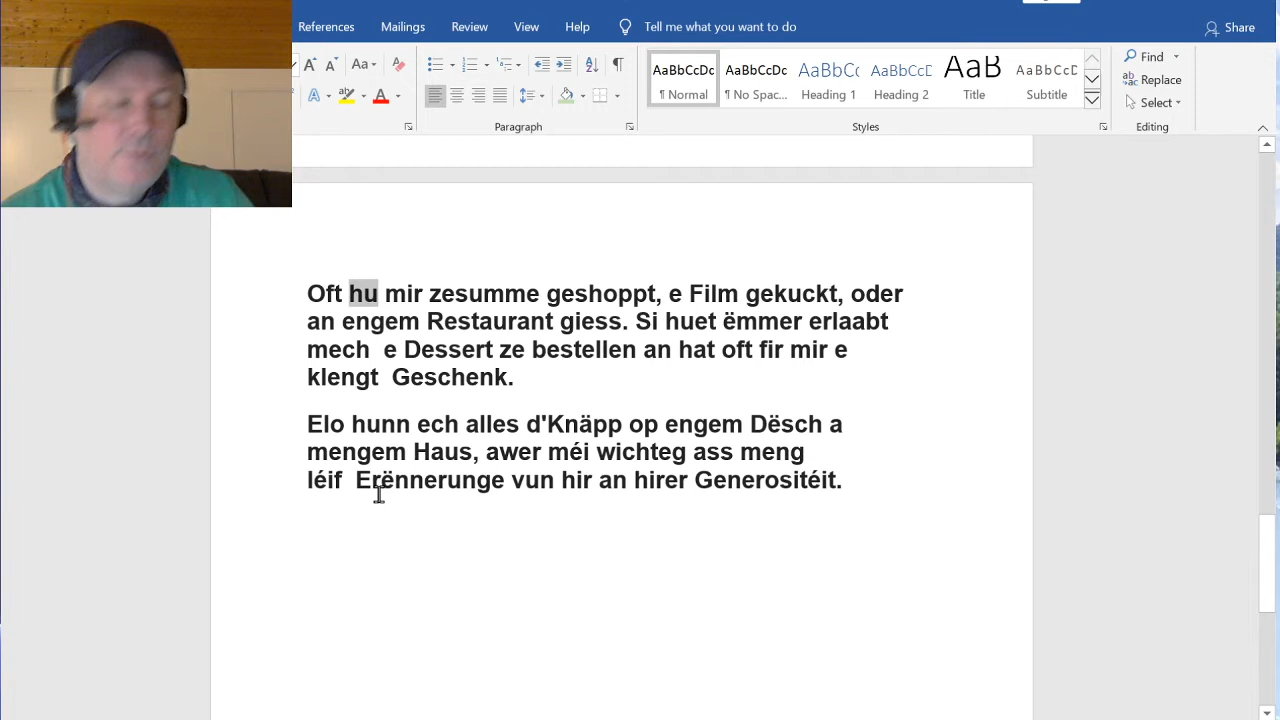 References Mailings Review View Help Tell me what you want to do Share
AaBbCcDc AaBbCcDc AaBbCc AaBbCcD AaB AaBbCcD Find
¶ Normal ¶ No Spac... Heading 1 Heading 2 Title Subtitle Replace
Select
Paragraph Styles Editing
Oft hu mir zesumme geshoppt, e Film gekuckt, oder
an engem Restaurant giess. Si huet ëmmer erlaabt
mech e Dessert ze bestellen an hat oft fir mir e
klengt Geschenk.
Elo hunn ech alles d'Knäpp op engem Dësch a
mengem Haus, awer méi wichteg ass meng
léif Erënnerunge vun hir an hirer Generositéit.